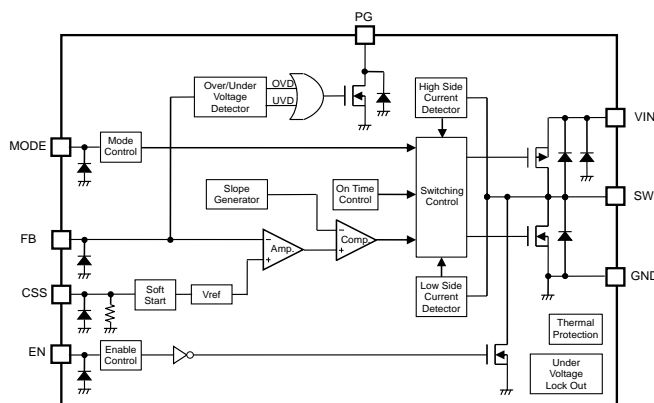 PG
Over/Under
Voltage
Detector
OVD
UVD
High Side
Current
Detector
VIN
MODE
Mode
Control
Slope
Generator
On Time
Control
Switching
Control
SW
FB
−
+
Amp.
−
+
Comp.
GND
CSS
Soft
Start
Vref
Low Side
Current
Detector
Thermal
Protection
EN
Enable
Control
Under
Voltage
Lock Out